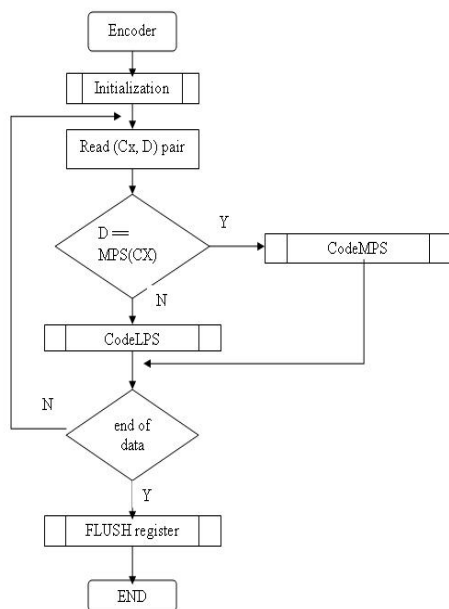 Encoder
Initialization
Read (Cx, D) pair
D ==
MPS(CX)
Y
CodeMPS
N
CodeLPS
N
end of
data
Y
FLUSH register
END